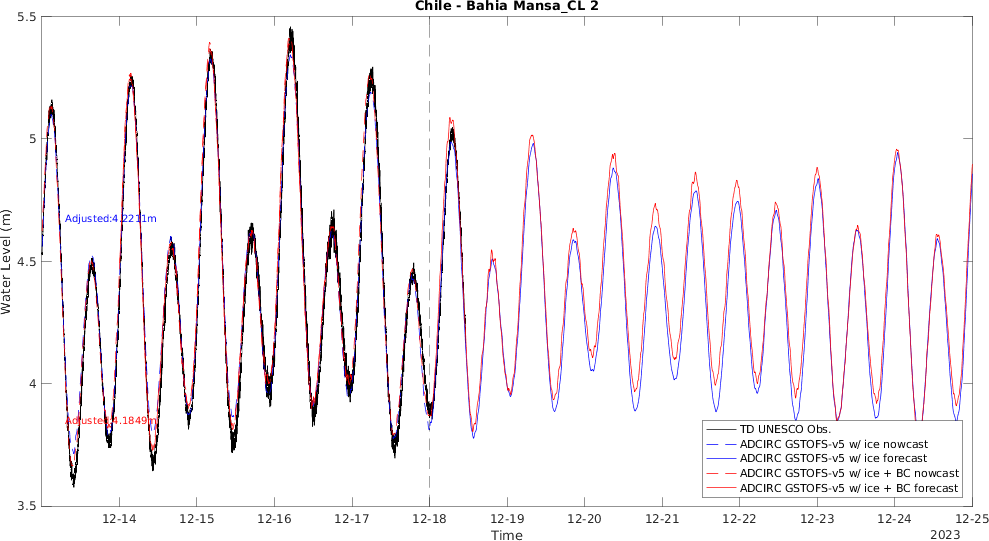 Chile - Bahia Mansa_CL 2
5.5
5
4.5
4
3.5
Water Level (m)
Adjusted:4.2211m
Adjusted:4.1849m
TD UNESCO Obs.
ADCIRC GSTOFS-v5 w/ ice nowcast
ADCIRC GSTOFS-v5 w/ ice forecast
ADCIRC GSTOFS-v5 w/ ice + BC nowcast
ADCIRC GSTOFS-v5 w/ ice + BC forecast
12-14 12-15 12-16 12-17 12-18 12-19 12-20 12-21 12-22 12-23 12-24 12-25
Time
2023